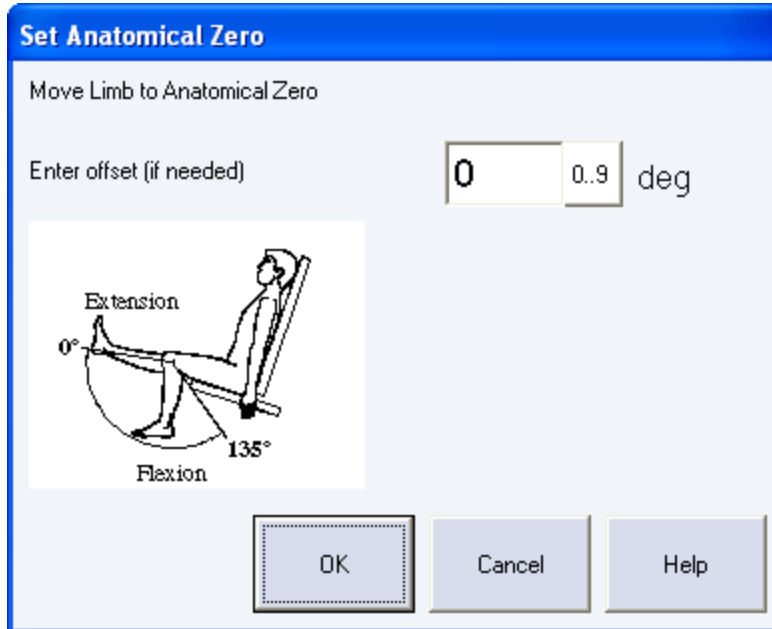 Set Anatomical Zero
Move Limb to Anatomical Zero
Enter offset (if needed)
0
0..9
deg
Extension
0°
135°
Flexion
OK
Cancel
Help